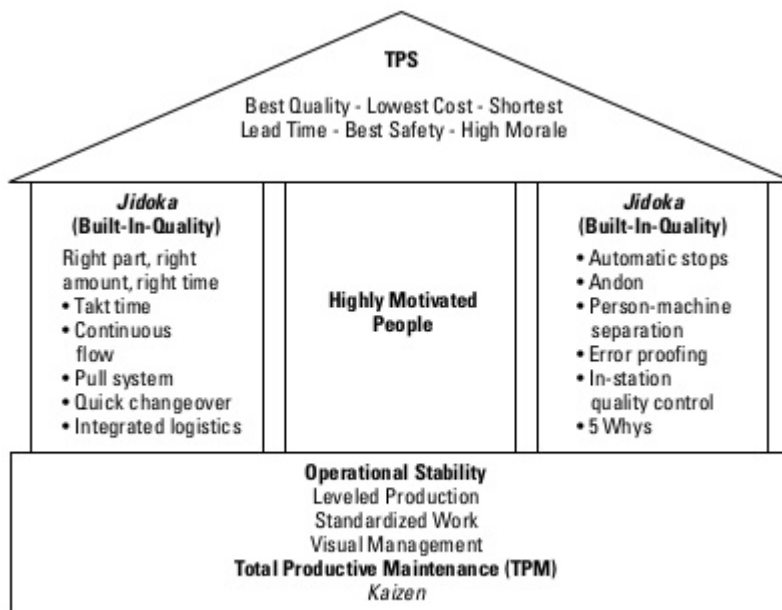 TPS
Best Quality - Lowest Cost - Shortest
Lead Time - Best Safety - High Morale
Jidoka
(Built-In-Quality)
Right part, right
amount, right time
• Takt time
• Continuous
flow
• Pull system
• Quick changeover
• Integrated logistics
Highly Motivated
People
Jidoka
(Built-In-Quality)
• Automatic stops
• Andon
• Person-machine
separation
• Error proofing
• In-station
quality control
• 5 Whys
Operational Stability
Leveled Production
Standardized Work
Visual Management
Total Productive Maintenance (TPM)
Kaizen